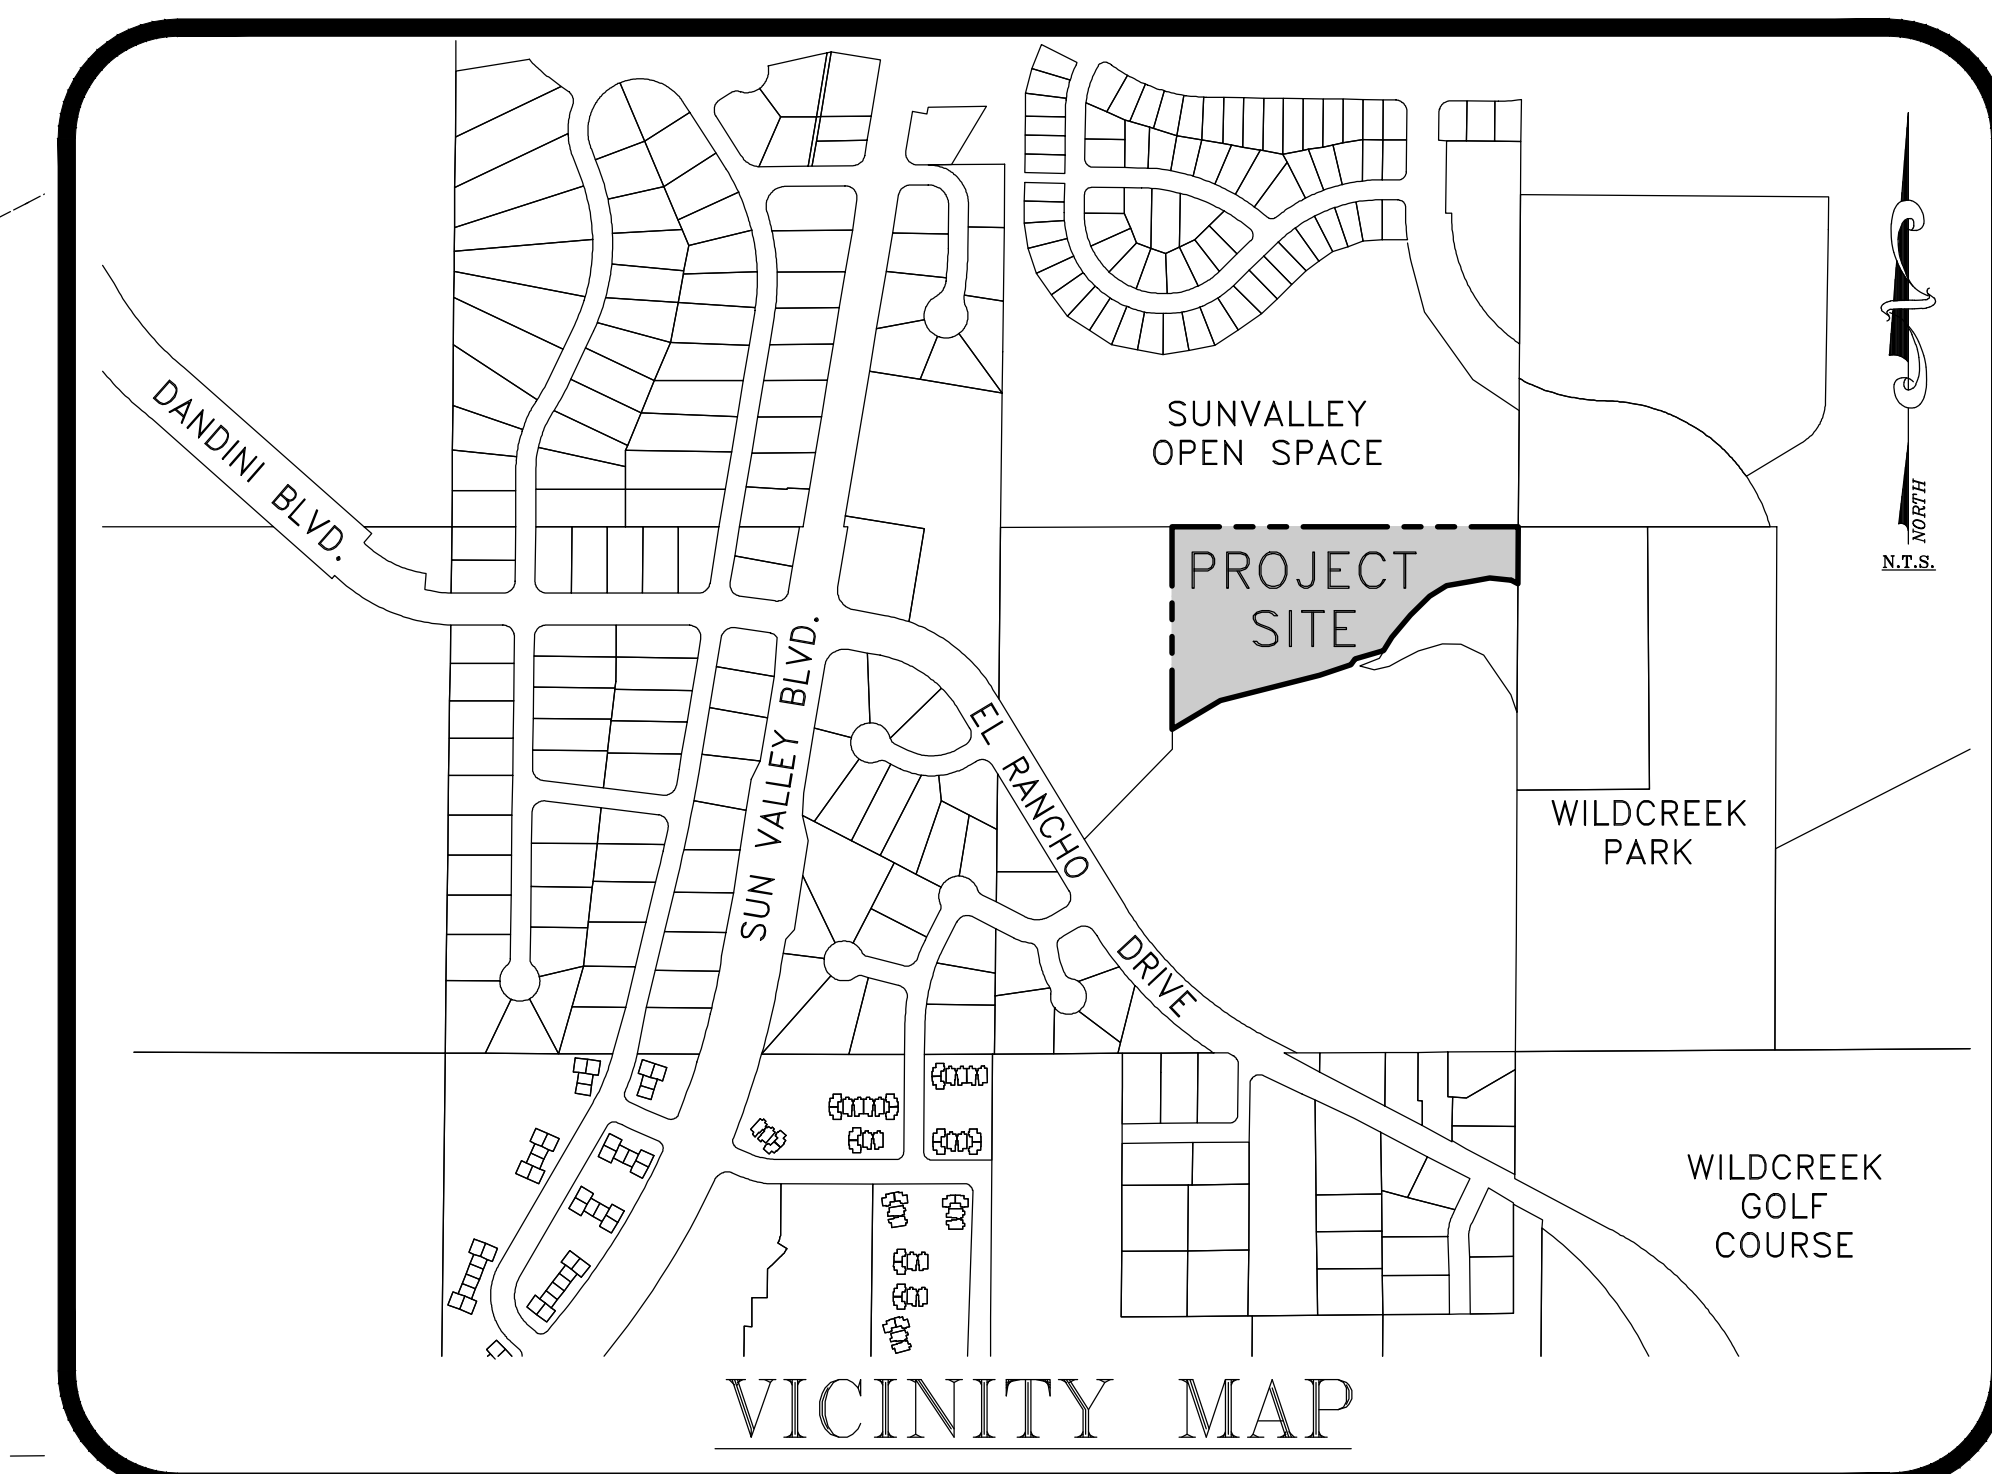 SUNVALLEY
OPEN SPACE
DANDINI BLVD.
NORTH
N.T.S.
PROJECT
SITE
SUN VALLEY BLVD.
EL RANCHO DRIVE
WILDCREEK
PARK
WILDCREEK
GOLF
COURSE
VICINITY MAP